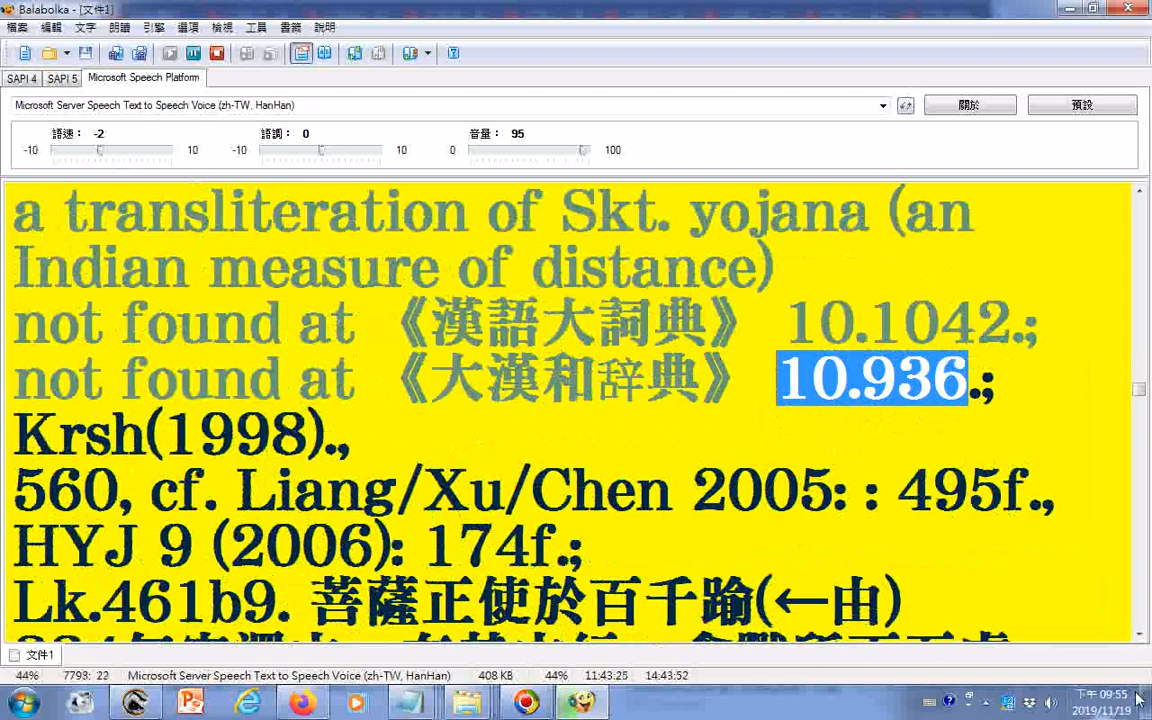 Balabolka - [文件1]
檔案 編輯 文字 朗讀 引擎 選項 檢視 工具 書籤 說明
SAPI 4 SAPI 5 Microsoft Speech Platform
Microsoft Server Speech Text to Speech Voice (zh-TW, HanHan) 關於 預設
語速： -2 語調： 0 音量： 95
-10 10 -10 10 0 100
a transliteration of Skt. yojana (an
Indian measure of distance)
not found at 《漢語大詞典》 10.1042.;
not found at 《大漢和辞典》 10.936.;
Krsh(1998).,
560, cf. Liang/Xu/Chen 2005: : 495f.,
HYJ 9 (2006): 174f.;
Lk.461b9. 菩薩正使於百千踰(←由)
文件1
44% 7793: 22 Microsoft Server Speech Text to Speech Voice (zh-TW, HanHan) 408 KB 44% 11:43:25 14:43:52
下午 09:55
2019/11/19